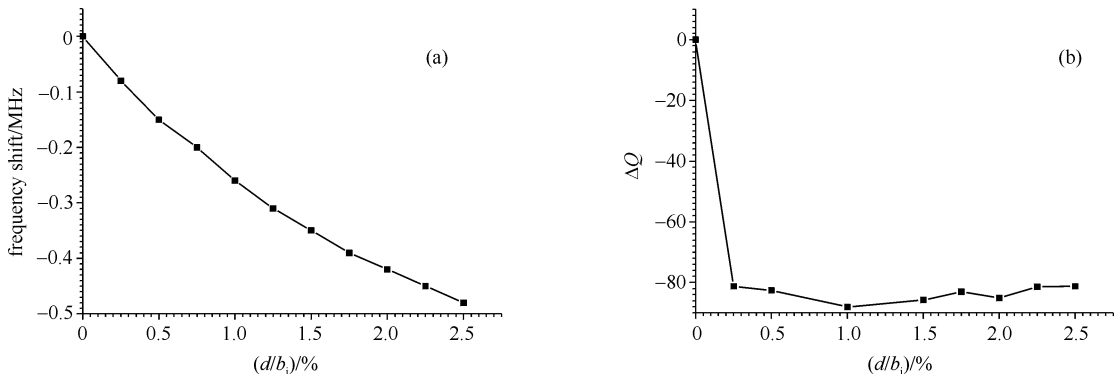 (a)
frequency shift/MHz
0
−0.1
−0.2
−0.3
−0.4
−0.5
0 0.5 1.0 1.5 2.0 2.5
(d/bᵢ)/%
(b)
ΔQ
0
−20
−40
−60
−80
0 0.5 1.0 1.5 2.0 2.5
(d/bᵢ)/%